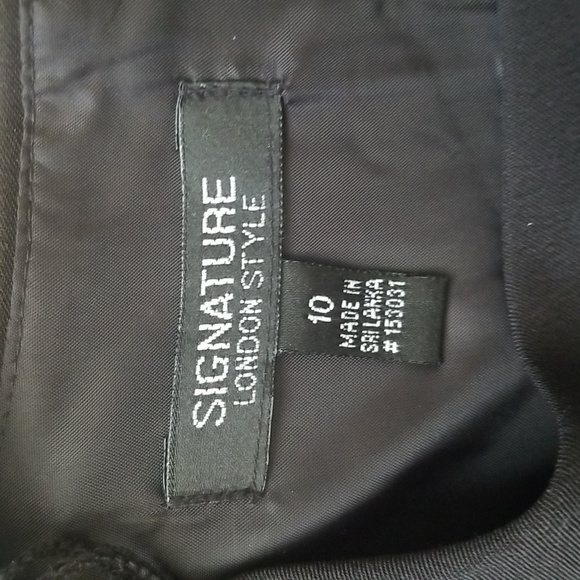 SIGNATURE
LONDON STYLE
10
MADE IN
SRI LANKA
# 153031